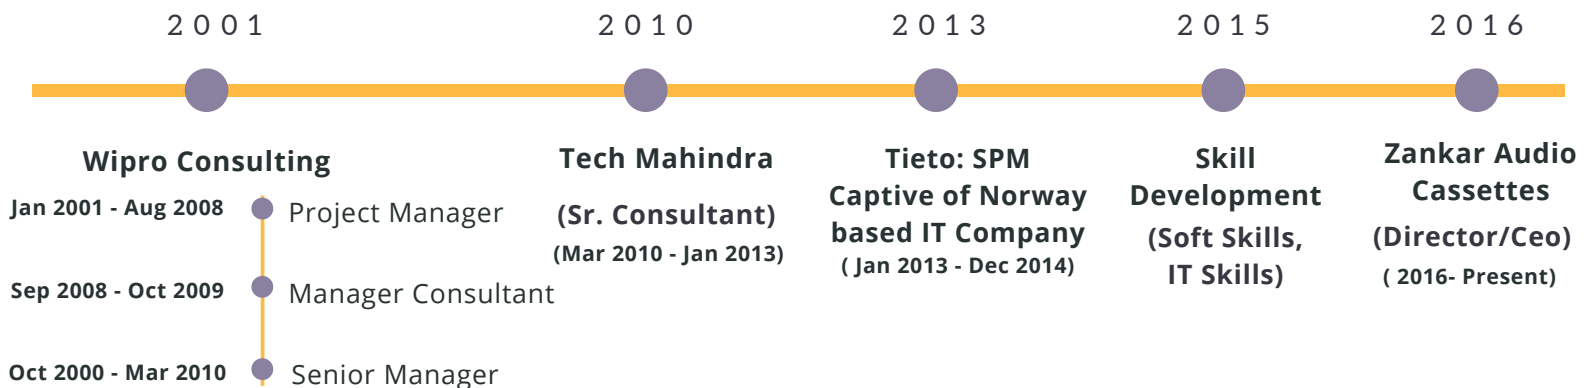 2001
2010
2013
2015
2016
Wipro Consulting
Jan 2001 - Aug 2008
Project Manager
Sep 2008 - Oct 2009
Manager Consultant
Oct 2000 - Mar 2010
Senior Manager
Tech Mahindra
(Sr. Consultant)
(Mar 2010 - Jan 2013)
Tieto: SPM
Captive of Norway
based IT Company
( Jan 2013 - Dec 2014)
Skill
Development
(Soft Skills,
IT Skills)
Zankar Audio
Cassettes
(Director/Ceo)
( 2016- Present)